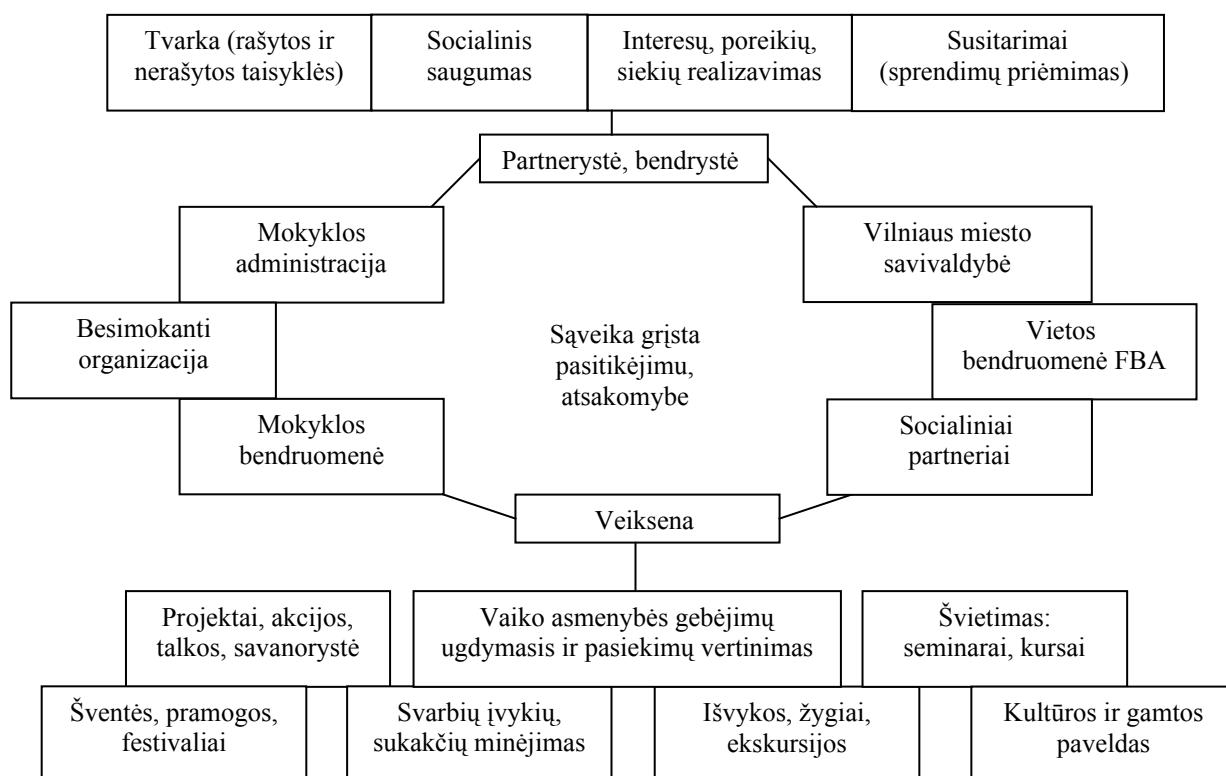 Tvarka (rašytos ir
nerašytos taisyklės)
Socialinis
saugumas
Interesų, poreikių,
siekių realizavimas
Susitarimai
(sprendimų priėmimas)
Partnerystė, bendrystė
Mokyklos
administracija
Vilniaus miesto
savivaldybė
Besimokanti
organizacija
Sąveika grįsta
pasitikėjimu,
atsakomybe
Vietos
bendruomenė FBA
Mokyklos
bendruomenė
Socialiniai
partneriai
Veiksena
Projektai, akcijos,
talkos, savanorystė
Vaiko asmenybės gebėjimų
ugdymasis ir pasiekimų vertinimas
Švietimas:
seminarai, kursai
Šventės, pramogos,
festivaliai
Svarbių įvykių,
sukakčių minėjimas
Išvykos, žygiai,
ekskursijos
Kultūros ir gamtos
paveldas